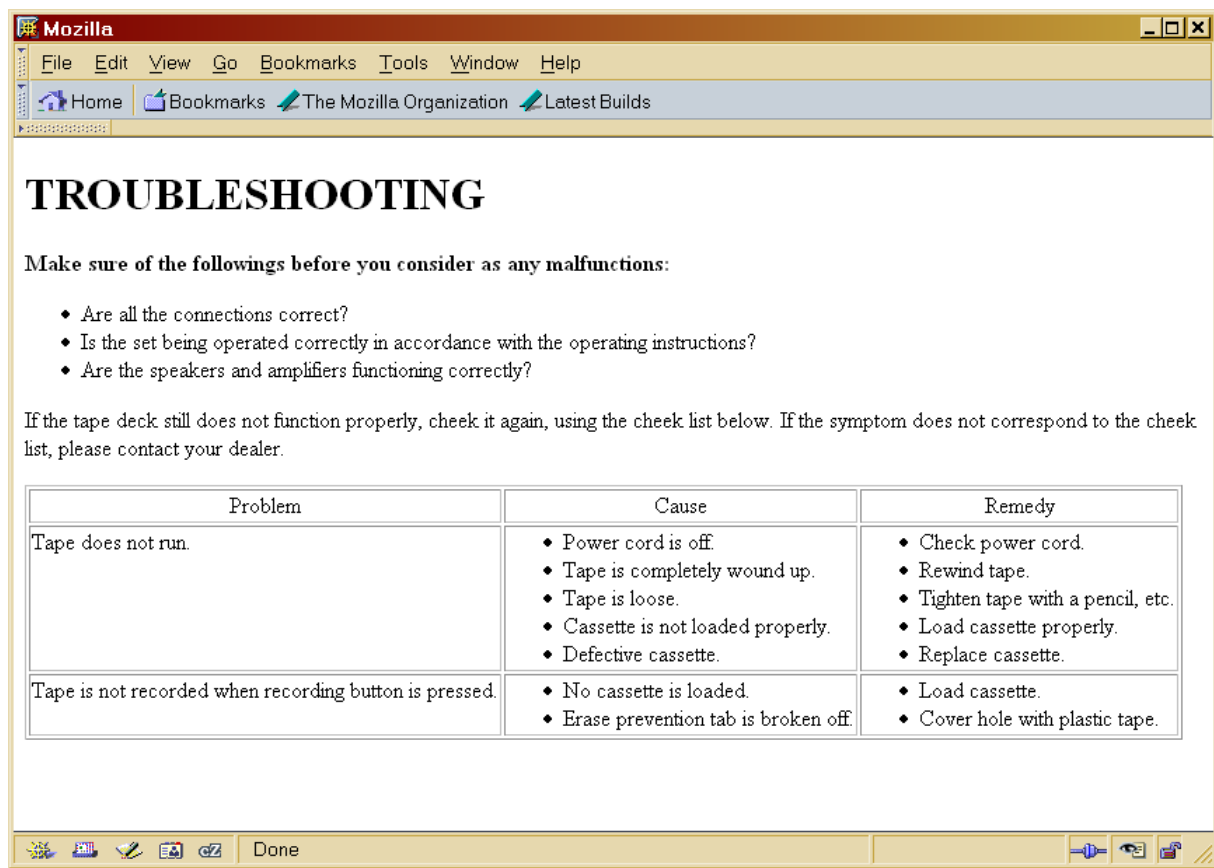 Mozilla
File Edit View Go Bookmarks Tools Window Help
Home Bookmarks The Mozilla Organization Latest Builds
TROUBLESHOOTING
Make sure of the followings before you consider as any malfunctions:
Are all the connections correct?
Is the set being operated correctly in accordance with the operating instructions?
Are the speakers and amplifiers functioning correctly?
If the tape deck still does not function properly, cheek it again, using the cheek list below. If the symptom does not correspond to the cheek
list, please contact your dealer.
Problem Cause Remedy
Tape does not run.
Power cord is off.
Tape is completely wound up.
Tape is loose.
Cassette is not loaded properly.
Defective cassette.
Check power cord.
Rewind tape.
Tighten tape with a pencil, etc.
Load cassette properly.
Replace cassette.
Tape is not recorded when recording button is pressed.
No cassette is loaded.
Erase prevention tab is broken off.
Load cassette.
Cover hole with plastic tape.
cZ Done